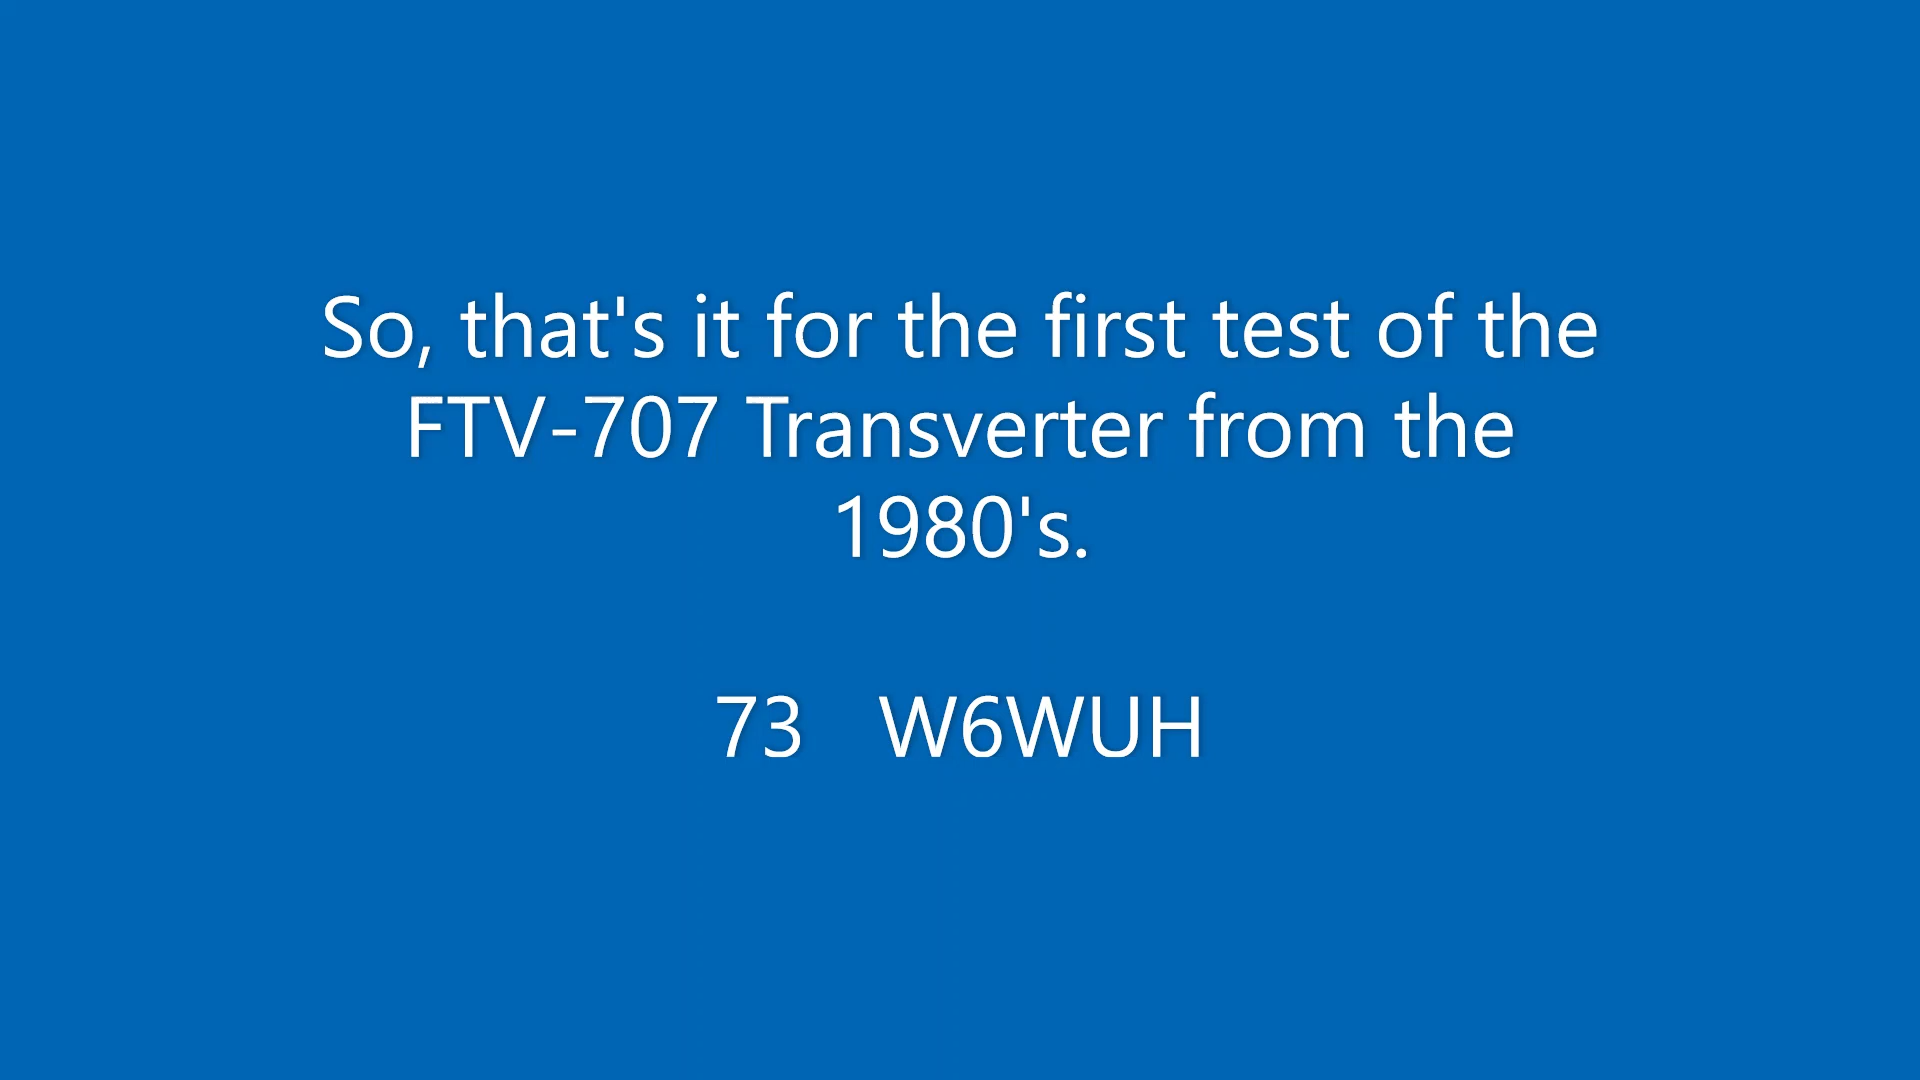 So, that's it for the first test of the
FTV-707 Transverter from the
1980's.
73   W6WUH